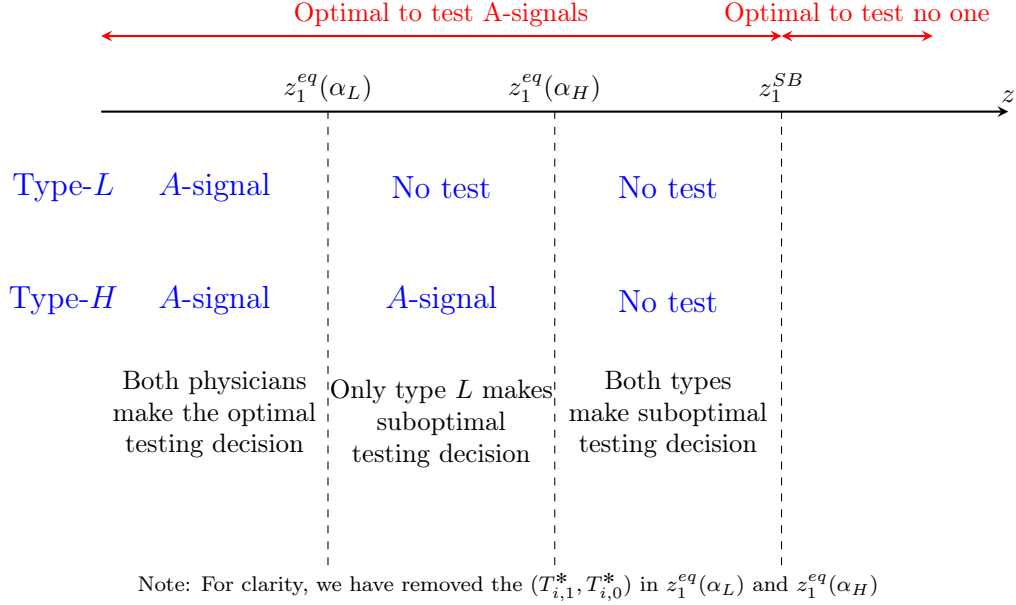 Optimal to test A-signals Optimal to test no one
z_1^{eq}(α_L) z_1^{eq}(α_H) z_1^{SB} z
Type-L A-signal No test No test
Type-H A-signal A-signal No test
Both physicians
make the optimal
testing decision
Only type L makes
suboptimal
testing decision
Both types
make suboptimal
testing decision
Note: For clarity, we have removed the (T_{i,1}^*, T_{i,0}^*) in z_1^{eq}(α_L) and z_1^{eq}(α_H)